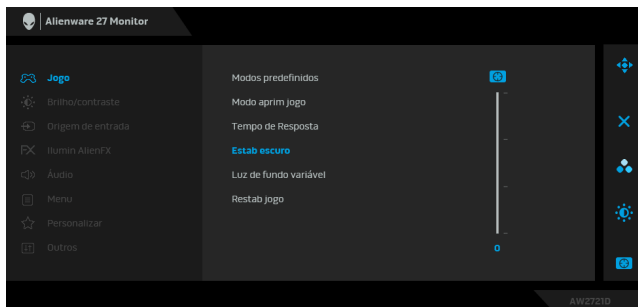 Alienware 27 Monitor
Jogo
Brilho/contraste
Origem de entrada
FX Ilumin AlienFX
Áudio
Menu
Personalizar
Outros
Modos predefinidos
Modo aprim jogo
Tempo de Resposta
Estab escuro
Luz de fundo variável
Restab jogo
0
AW2721D